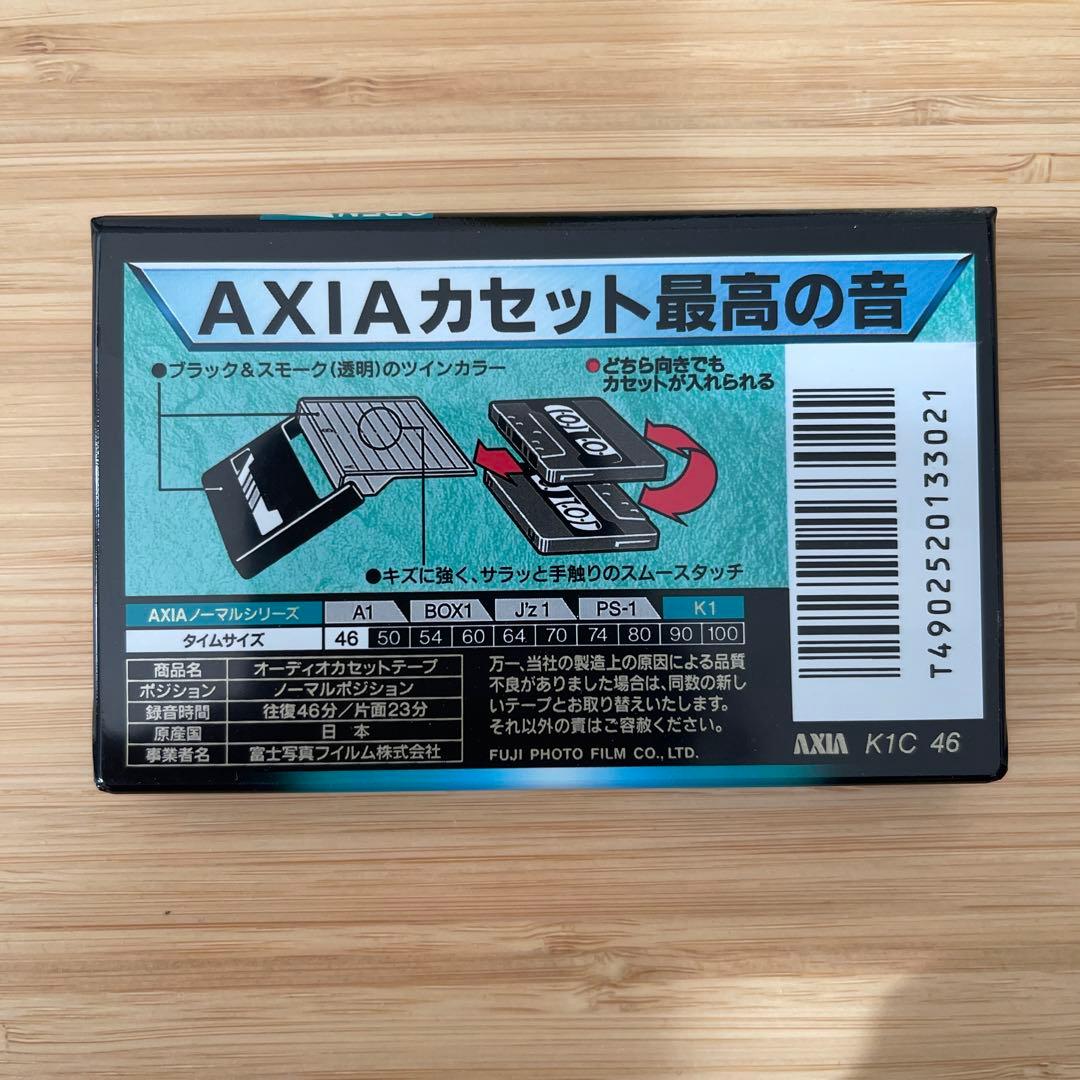 OPEN
AXIAカセット最高の音
●ブラック&スモーク(透明)のツインカラー
●どちら向きでも
カセットが入れられる
●キズに強く、サラッと手触りのスムースタッチ
AXIAノーマルシリーズ A1 BOX1 J'z 1 PS-1 K1
タイムサイズ 46 50 54 60 64 70 74 80 90 100
商品名 オーディオカセットテープ
ポジション ノーマルポジション
録音時間 往復46分/片面23分
原産国 日本
事業者名 富士写真フイルム株式会社
万一、当社の製造上の原因による品質
不良がありました場合は、同数の新し
いテープとお取り替えいたします。
それ以外の責はご容赦ください。
FUJI PHOTO FILM CO., LTD.
T4902520133021
AXIA K1C 46